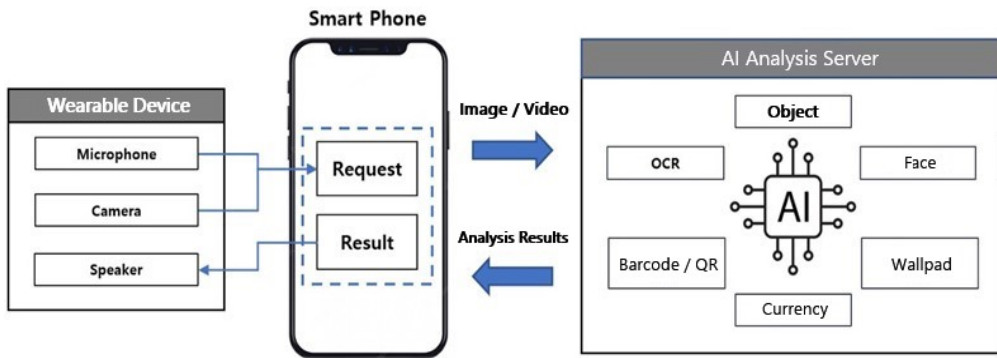 Smart Phone
Wearable Device
Microphone
Camera
Speaker
Request
Result
Image / Video
Analysis Results
AI Analysis Server
Object
OCR
Face
AI
Barcode / QR
Wallpad
Currency